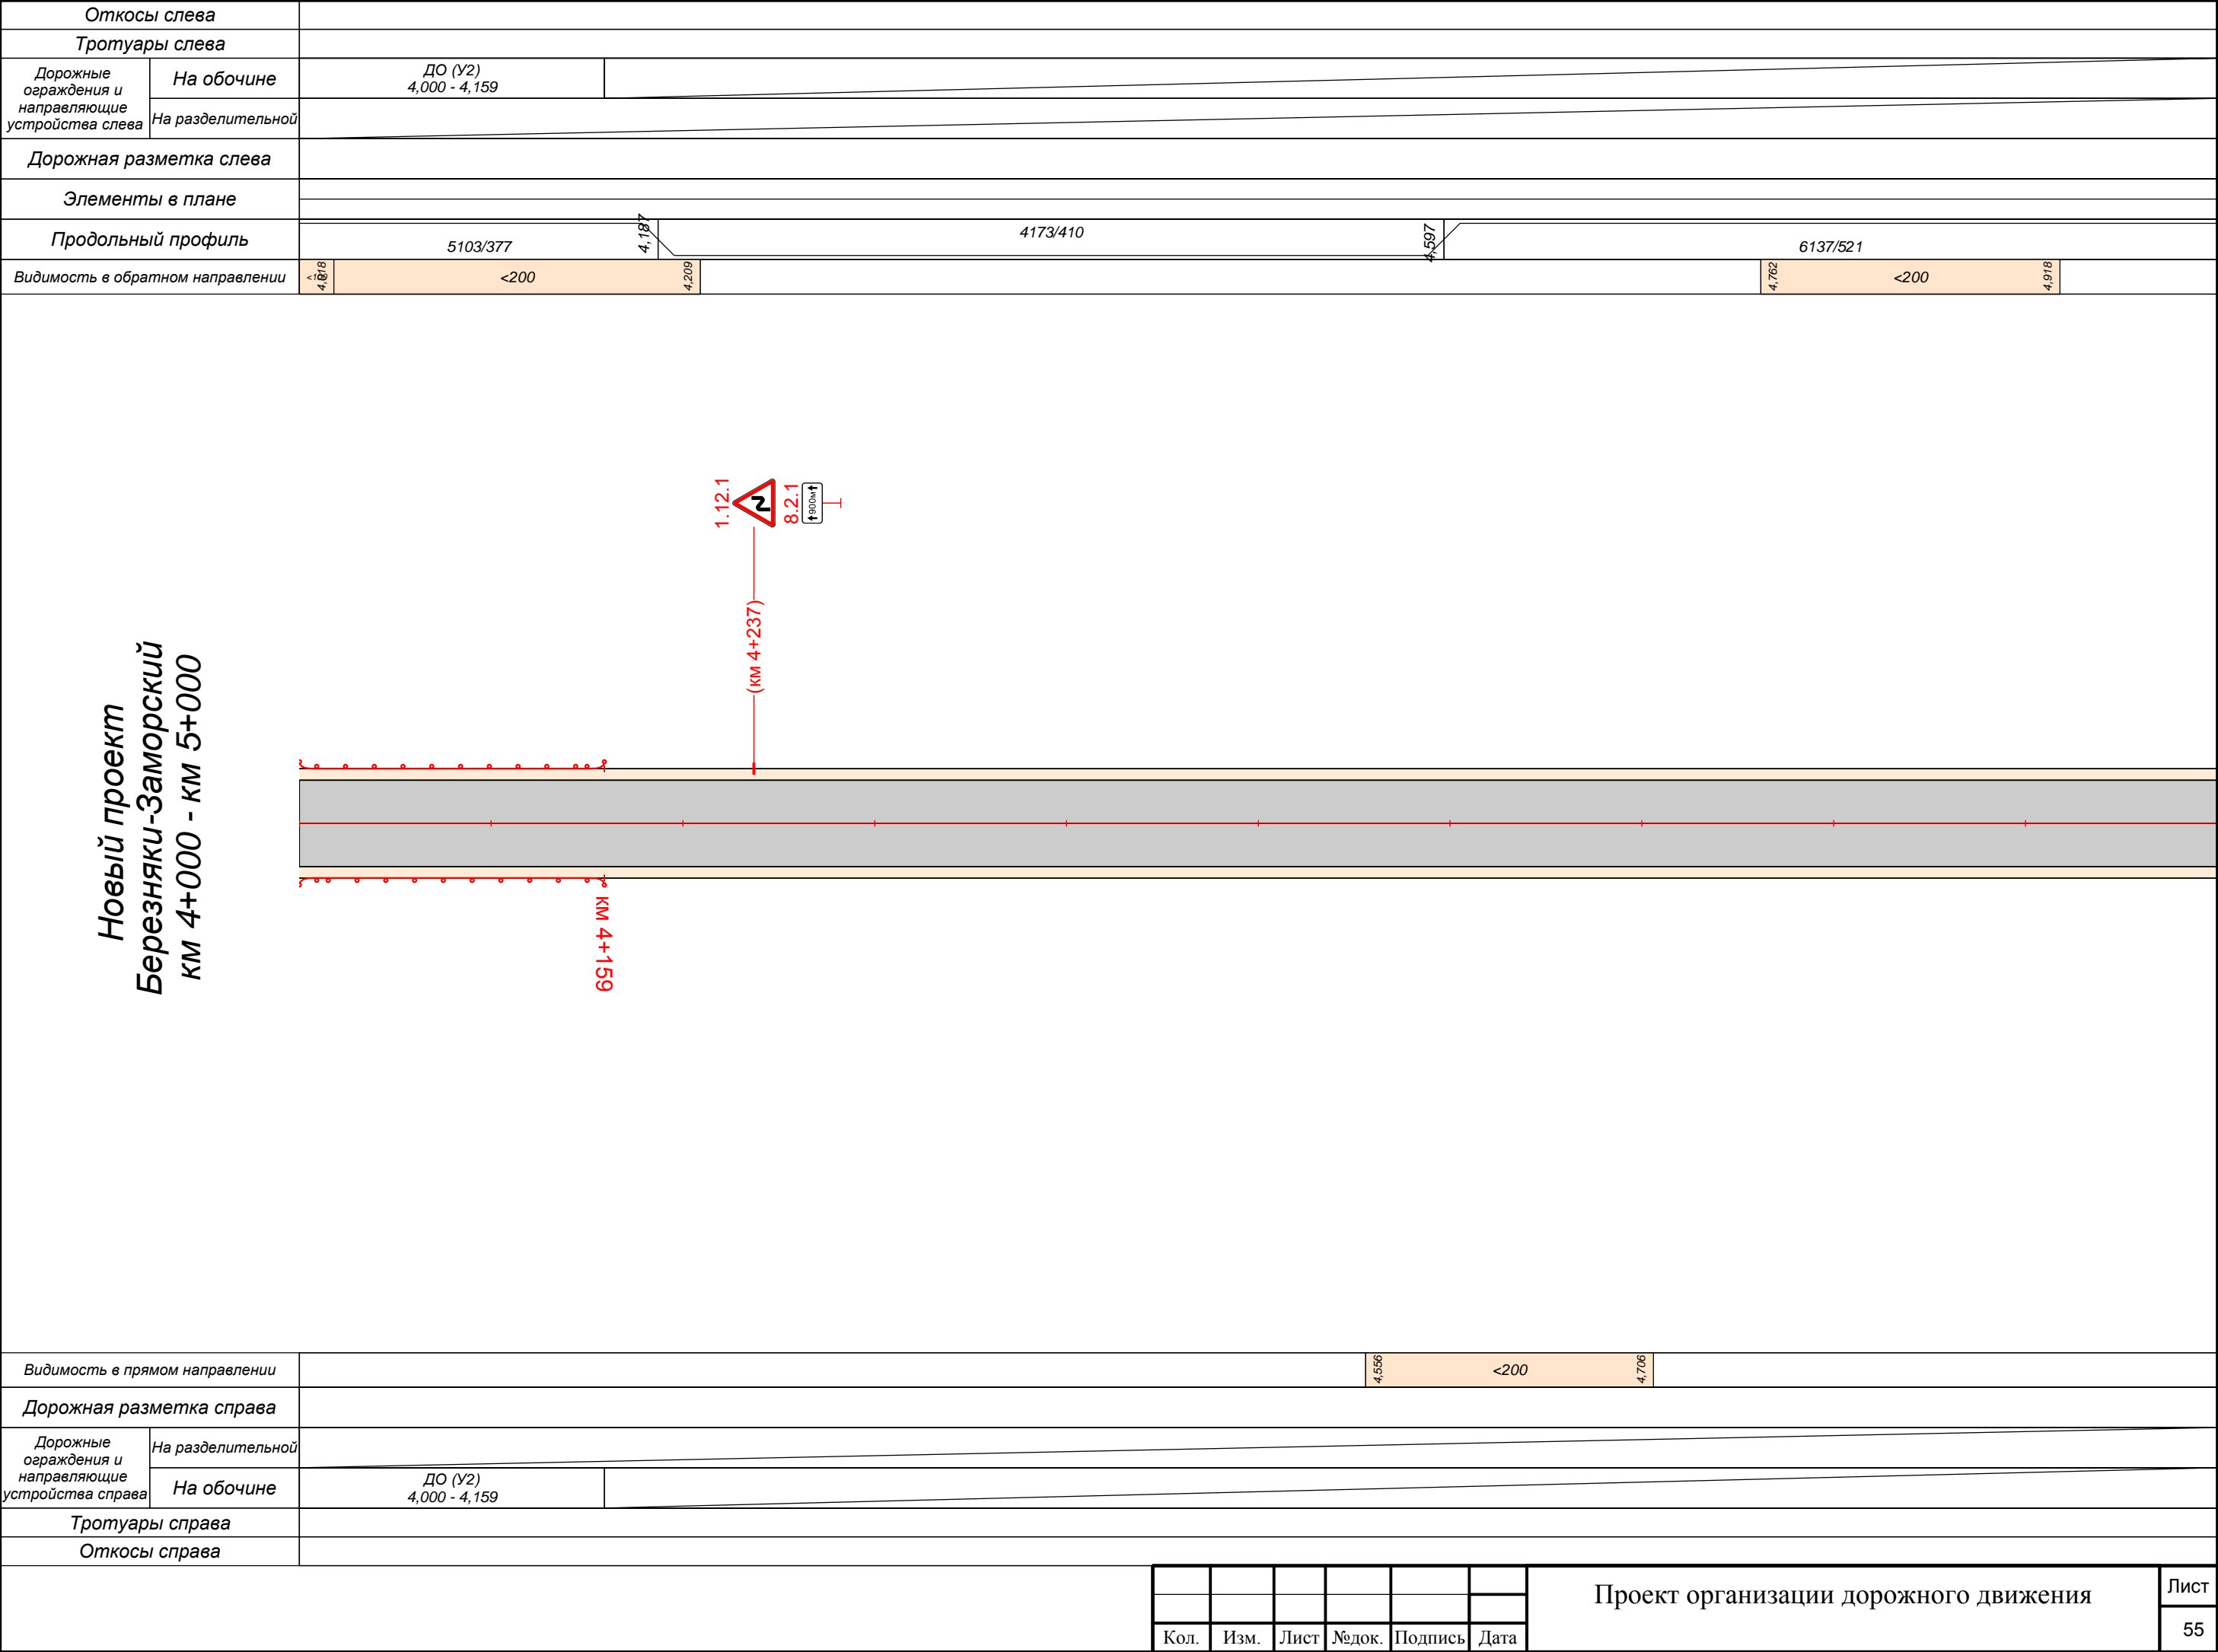 Откосы слева
Тротуары слева
Дорожные
ограждения и
направляющие
устройства слева
На обочине
ДО (У2)
4,000 - 4,159
На разделительной
Дорожная разметка слева
Элементы в плане
Продольный профиль
5103/377
4,187
4173/410
4,597
6137/521
Видимость в обратном направлении
4,018
<200
4,209
4,762
<200
4,918
1.12.1
8.2.1
900м
(км 4+237)
Новый проект
Березняки-Заморский
км 4+000 - км 5+000
км 4+159
Видимость в прямом направлении
4,556
<200
4,706
Дорожная разметка справа
Дорожные
ограждения и
направляющие
устройства справа
На разделительной
На обочине
ДО (У2)
4,000 - 4,159
Тротуары справа
Откосы справа
Проект организации дорожного движения
Лист
55
Кол. Изм. Лист №док. Подпись Дата